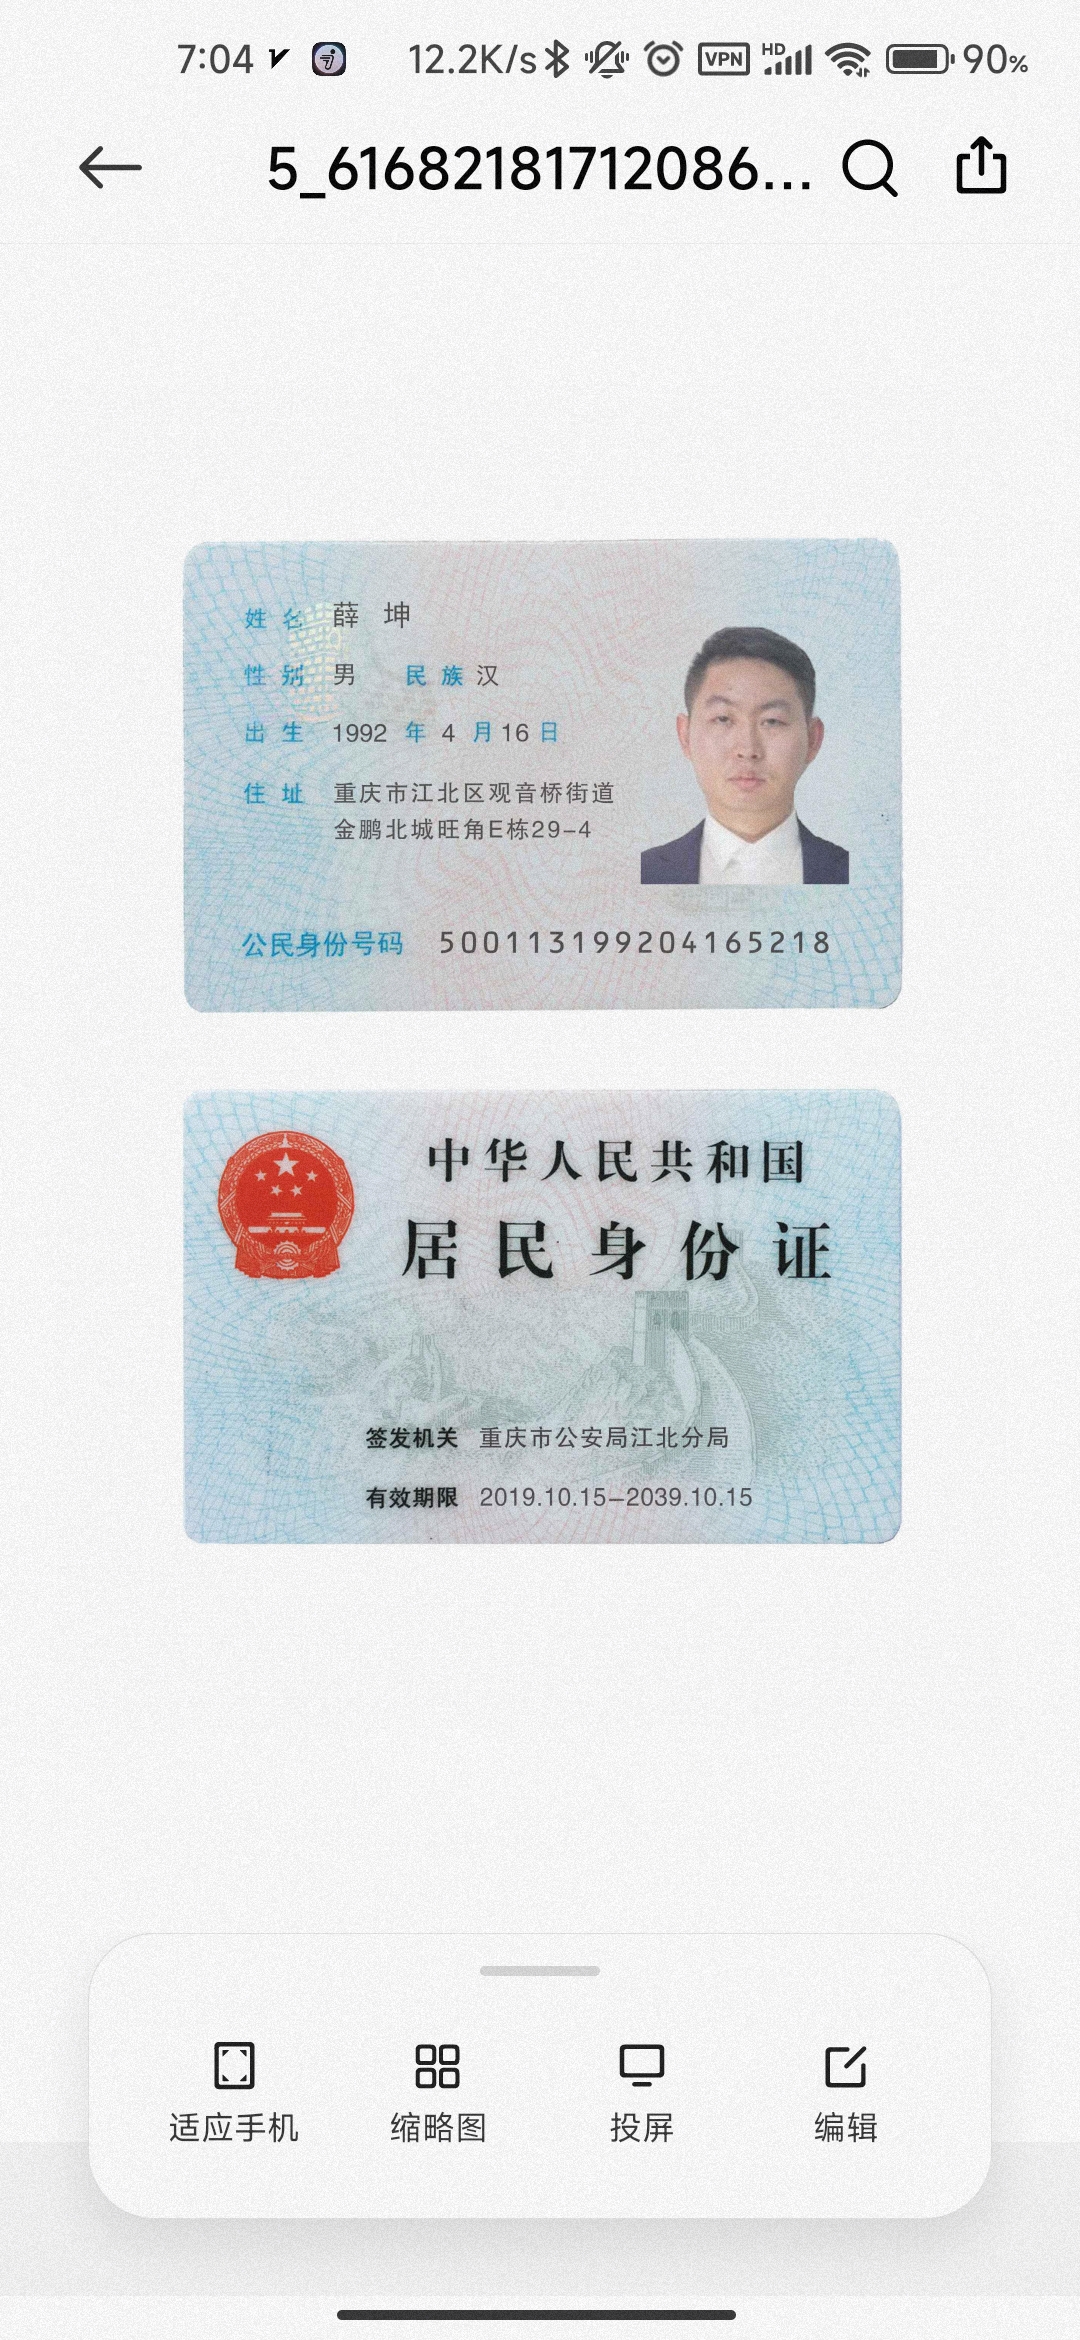 7:04 12.2K/s VPN HD 90%
5_61682181712086...
姓名 薛坤
性别 男 民族 汉
出生 1992 年 4 月 16 日
住址 重庆市江北区观音桥街道
金鹏北城旺角E栋29-4
公民身份号码 500113199204165218
中华人民共和国
居民身份证
签发机关 重庆市公安局江北分局
有效期限 2019.10.15-2039.10.15
适应手机 缩略图 投屏 编辑